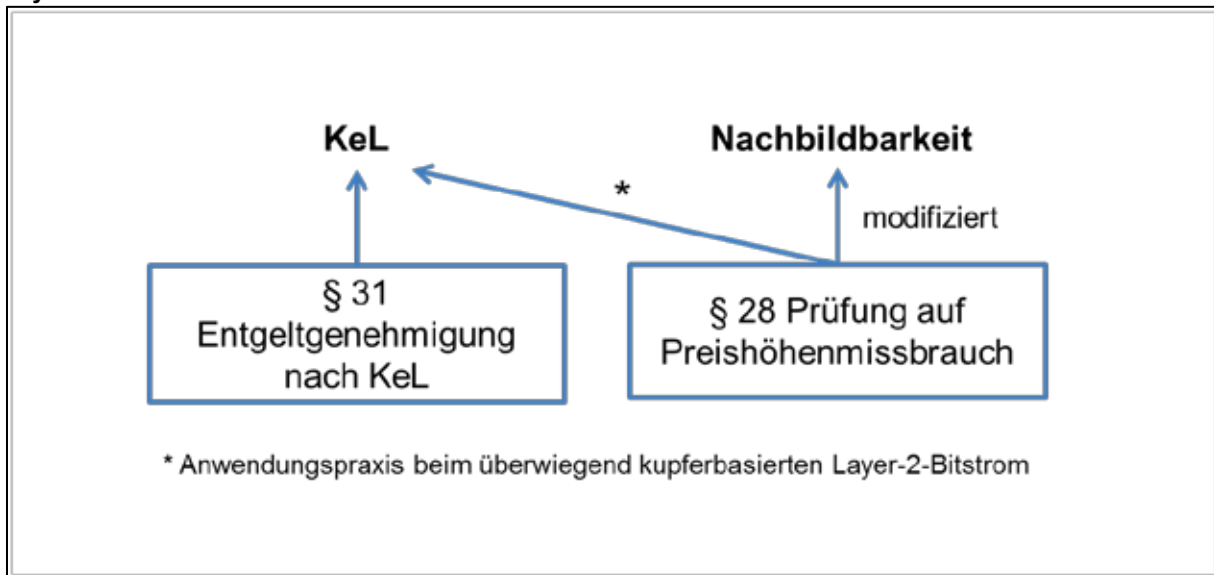 KeL
Nachbildbarkeit
*
modifiziert
§ 31
Entgeltgenehmigung
nach KeL
§ 28 Prüfung auf
Preishöhenmissbrauch
* Anwendungspraxis beim überwiegend kupferbasierten Layer-2-Bitstrom